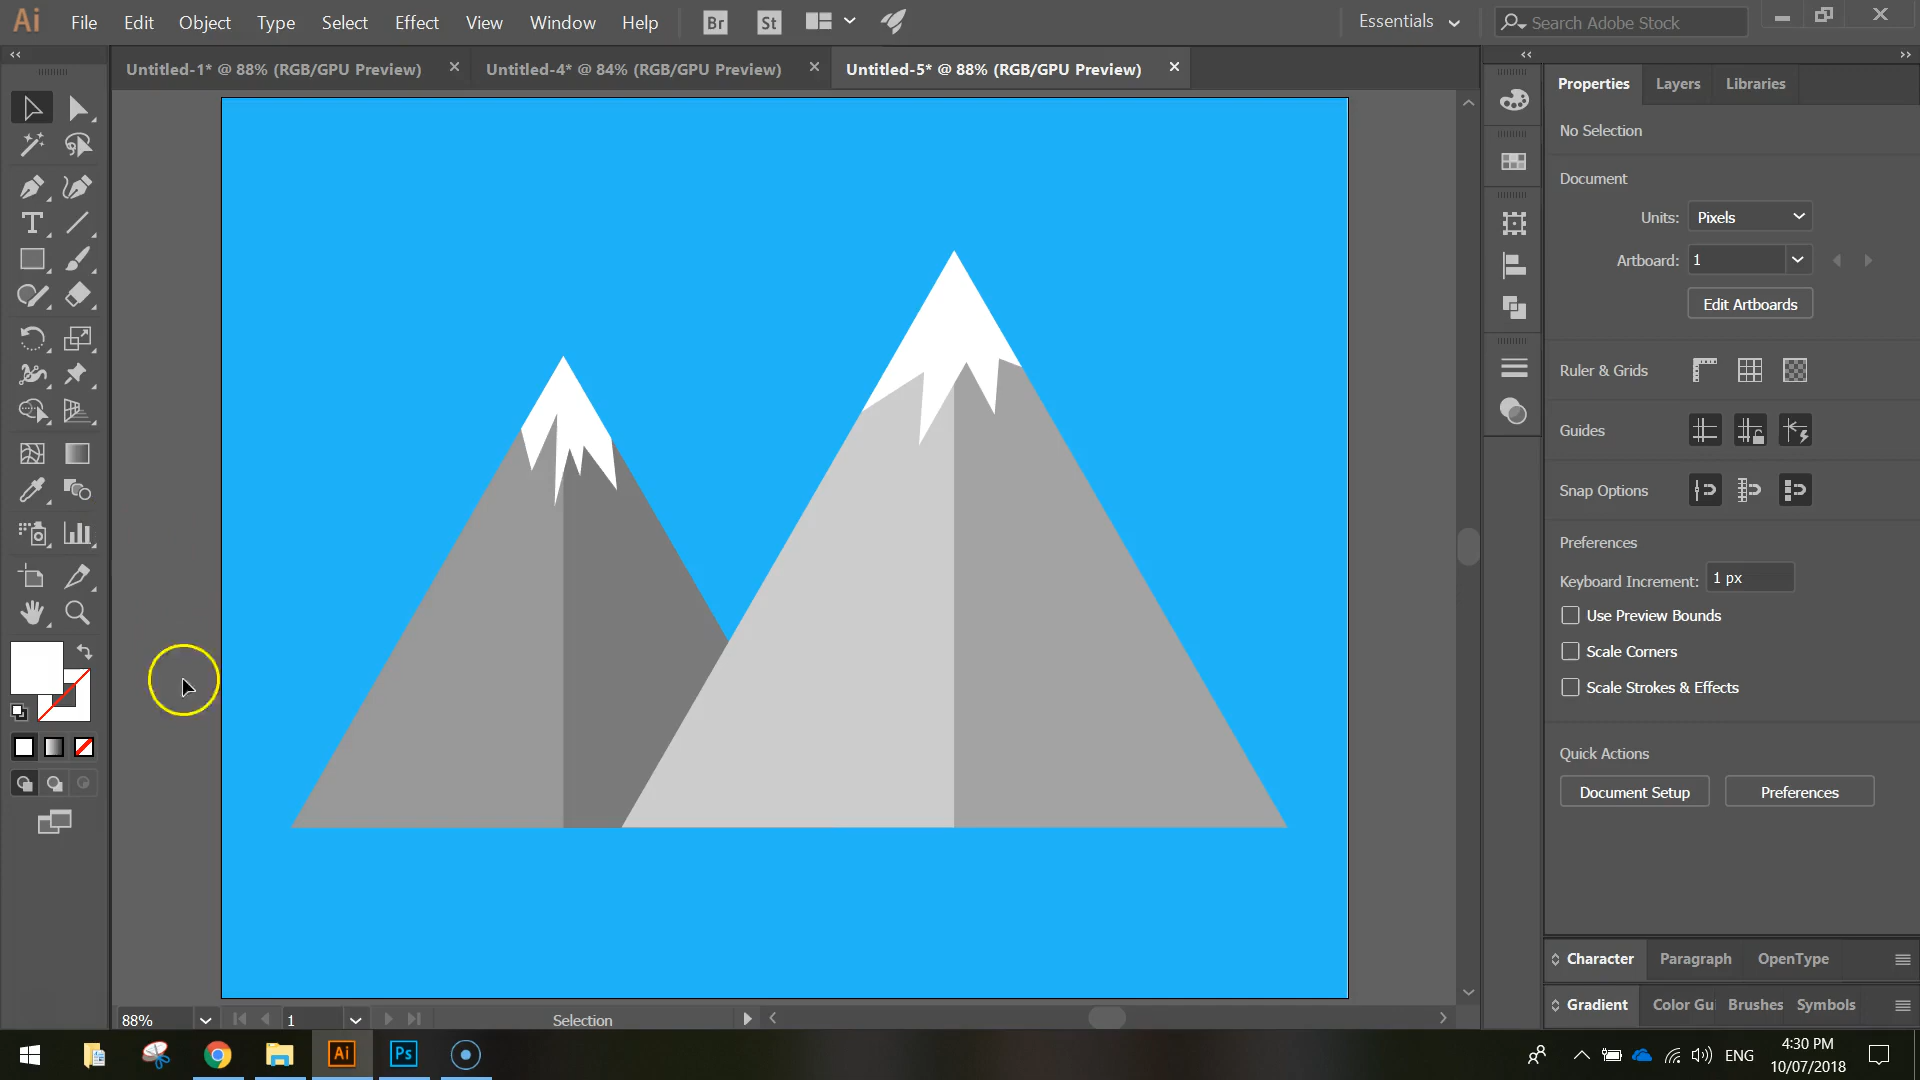 Ai File Edit Object Type Select Effect View Window Help Br St Essentials Search Adobe Stock
Untitled-1* @ 88% (RGB/GPU Preview) Untitled-4* @ 84% (RGB/GPU Preview) Untitled-5* @ 88% (RGB/GPU Preview)
Properties Layers Libraries
No Selection
Document
Units: Pixels
Artboard: 1
Edit Artboards
Ruler & Grids
Guides
Snap Options
Preferences
Keyboard Increment: 1 px
Use Preview Bounds
Scale Corners
Scale Strokes & Effects
Quick Actions
Document Setup Preferences
Character Paragraph OpenType
Gradient Color Gui Brushes Symbols
88% 1 Selection
Ai Ps ENG 4:30 PM
10/07/2018